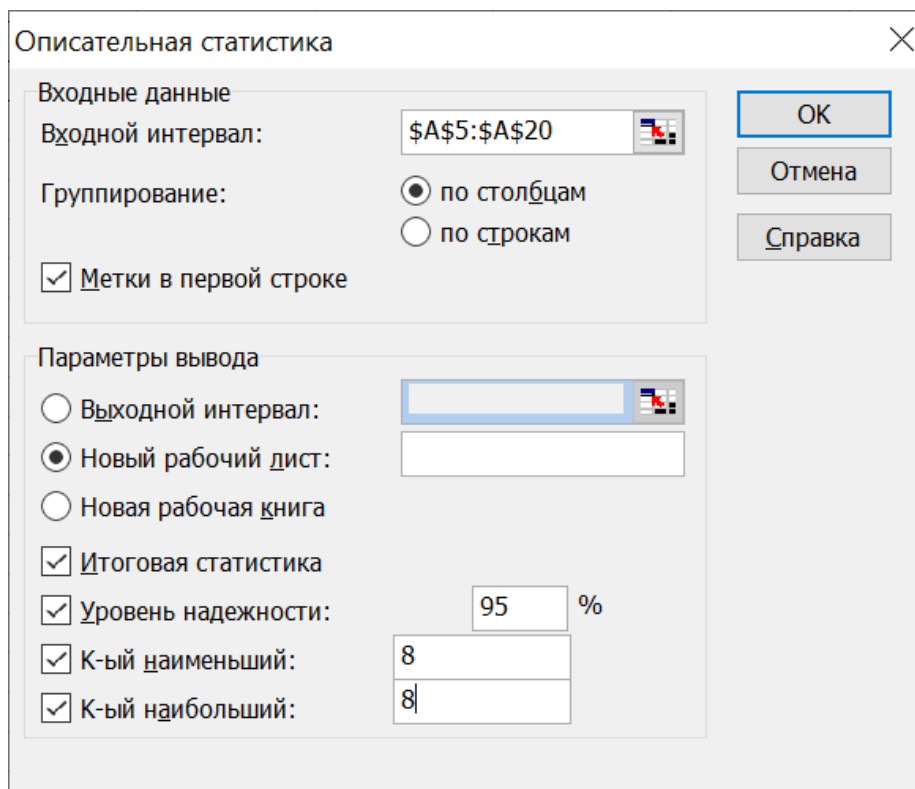 Описательная статистика
Входные данные
Входной интервал: $A$5:$A$20
Группирование: по столбцам
по строкам
Метки в первой строке
OK
Отмена
Справка
Параметры вывода
Выходной интервал:
Новый рабочий лист:
Новая рабочая книга
Итоговая статистика
Уровень надежности: 95 %
К-ый наименьший: 8
К-ый наибольший: 8